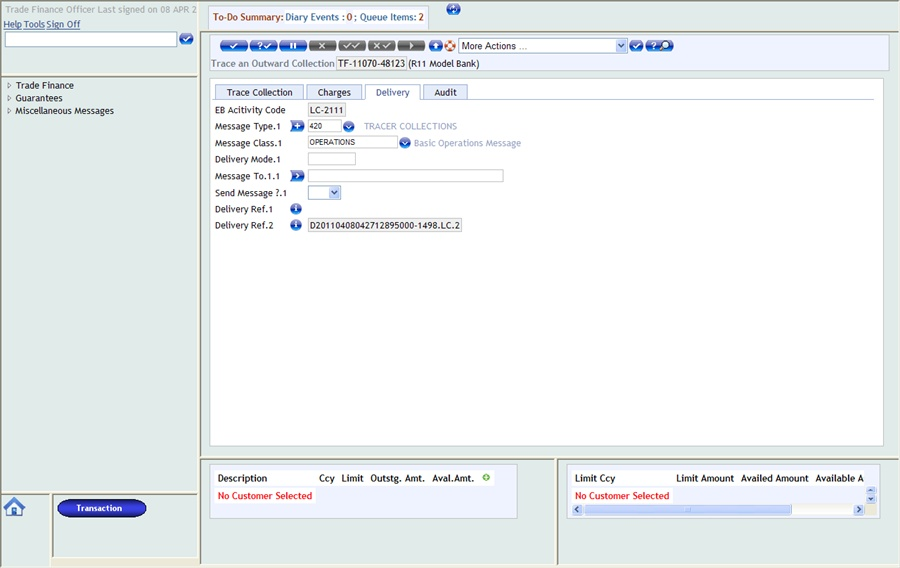 Trade Finance Officer Last signed on 08 APR 2
Help Tools Sign Off
To-Do Summary: Diary Events : 0 ; Queue Items: 2
More Actions ...
Trace an Outward Collection TF-11070-48123 (R11 Model Bank)
Trade Finance
Guarantees
Miscellaneous Messages
Trace Collection Charges Delivery Audit
EB Acitivity Code LC-2111
Message Type.1 420 TRACER COLLECTIONS
Message Class.1 OPERATIONS Basic Operations Message
Delivery Mode.1
Message To.1.1
Send Message ?.1
Delivery Ref.1
Delivery Ref.2 D20110408042712895000-1498.LC.2
Description Ccy Limit Outstg. Amt. Aval.Amt.
No Customer Selected
Limit Ccy Limit Amount Availed Amount Available A
No Customer Selected
Transaction